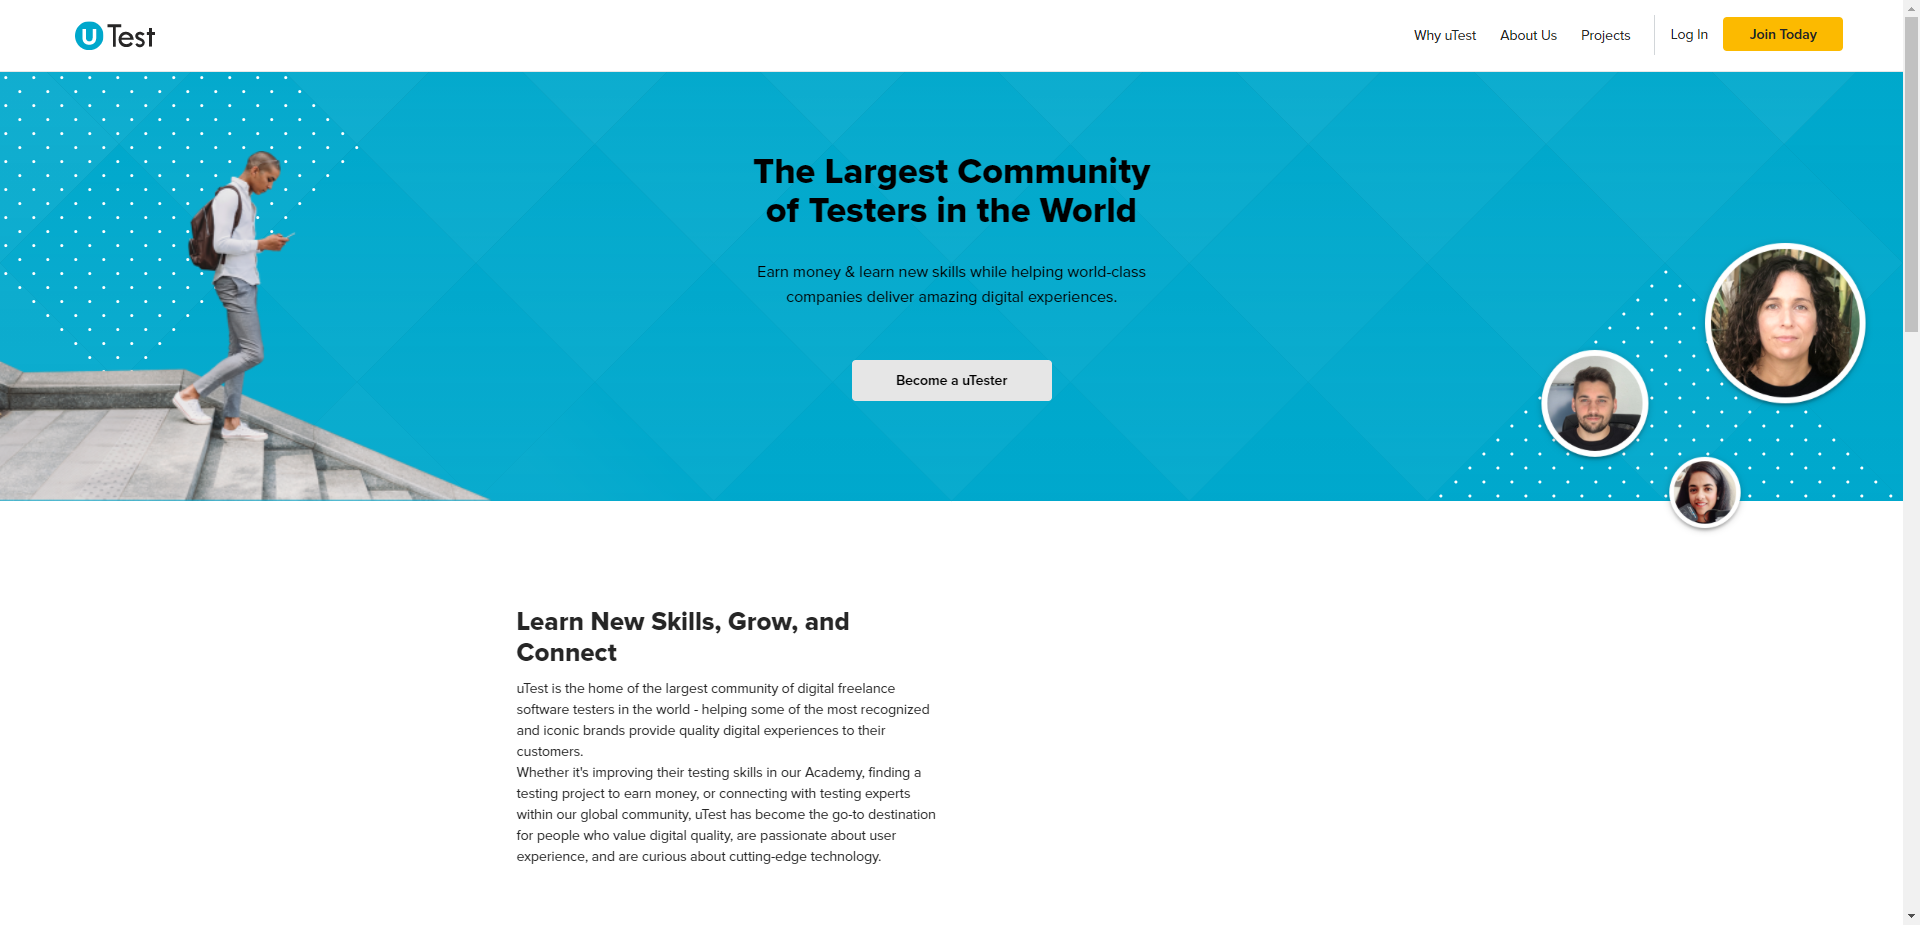 uTest
Why uTest
About Us
Projects
Log In
Join Today
The Largest Community
of Testers in the World
Earn money & learn new skills while helping world-class
companies deliver amazing digital experiences.
Become a uTester
Learn New Skills, Grow, and
Connect
uTest is the home of the largest community of digital freelance
software testers in the world - helping some of the most recognized
and iconic brands provide quality digital experiences to their
customers.
Whether it's improving their testing skills in our Academy, finding a
testing project to earn money, or connecting with testing experts
within our global community, uTest has become the go-to destination
for people who value digital quality, are passionate about user
experience, and are curious about cutting-edge technology.